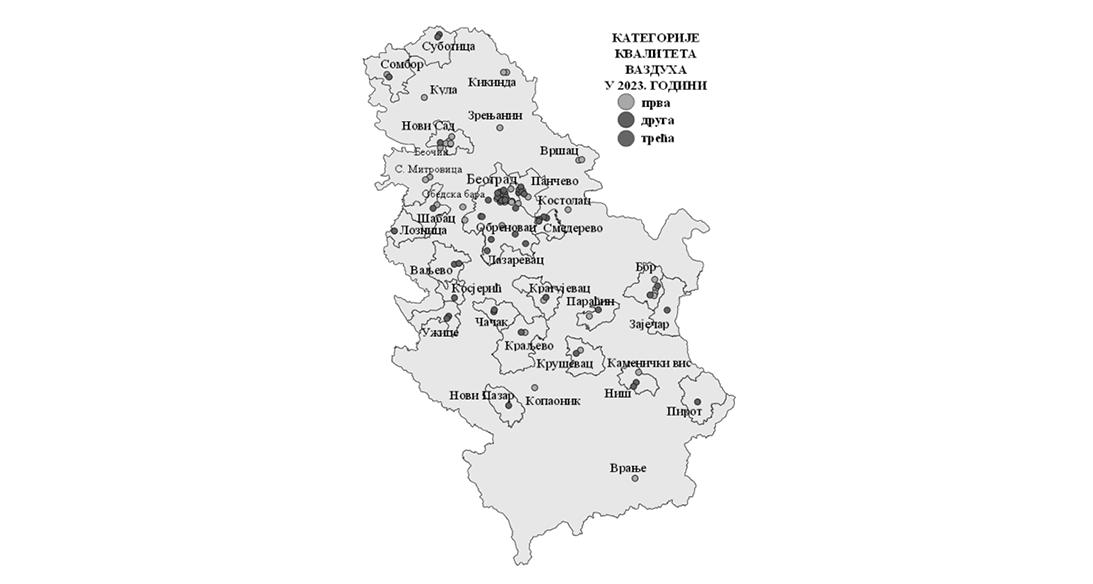 КАТЕГОРИЈЕ
КВАЛИТЕТА
ВАЗДУХА
У 2023. ГОДИНИ
прва
друга
трећа
Суботица
Сомбор
Кикинда
Кула
Зрењанин
Нови Сад
Беочин
Вршац
С. Митровица
Београд
Панчево
Обедска бара
Костолац
Шабац
Лозница
Обреновац
Смедерево
Лазаревац
Ваљево
Бор
Косјерић
Крагујевац
Параћин
Ужице
Чачак
Зајечар
Краљево
Крушевац
Каменички вис
Нови Пазар
Копаоник
Ниш
Пирот
Врање